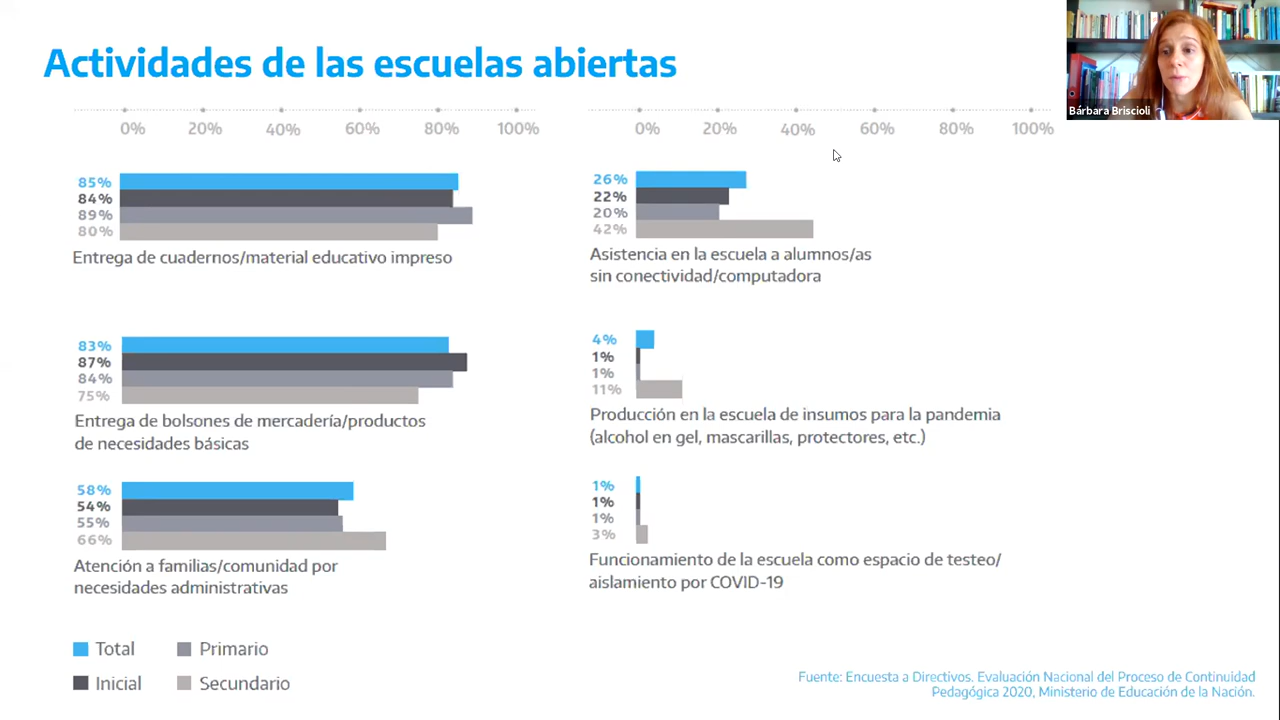 Actividades de las escuelas abiertas
Bárbara Briscioli
0% 20% 40% 60% 80% 100%
85%
84%
89%
80%
Entrega de cuadernos/material educativo impreso
83%
87%
84%
75%
Entrega de bolsones de mercadería/productos
de necesidades básicas
58%
54%
55%
66%
Atención a familias/comunidad por
necesidades administrativas
0% 20% 40% 60% 80% 100%
26%
22%
20%
42%
Asistencia en la escuela a alumnos/as
sin conectividad/computadora
4%
1%
1%
11%
Producción en la escuela de insumos para la pandemia
(alcohol en gel, mascarillas, protectores, etc.)
1%
1%
1%
3%
Funcionamiento de la escuela como espacio de testeo/
aislamiento por COVID-19
Total Primario
Inicial Secundario
Fuente: Encuesta a Directivos. Evaluación Nacional del Proceso de Continuidad
Pedagógica 2020, Ministerio de Educación de la Nación.